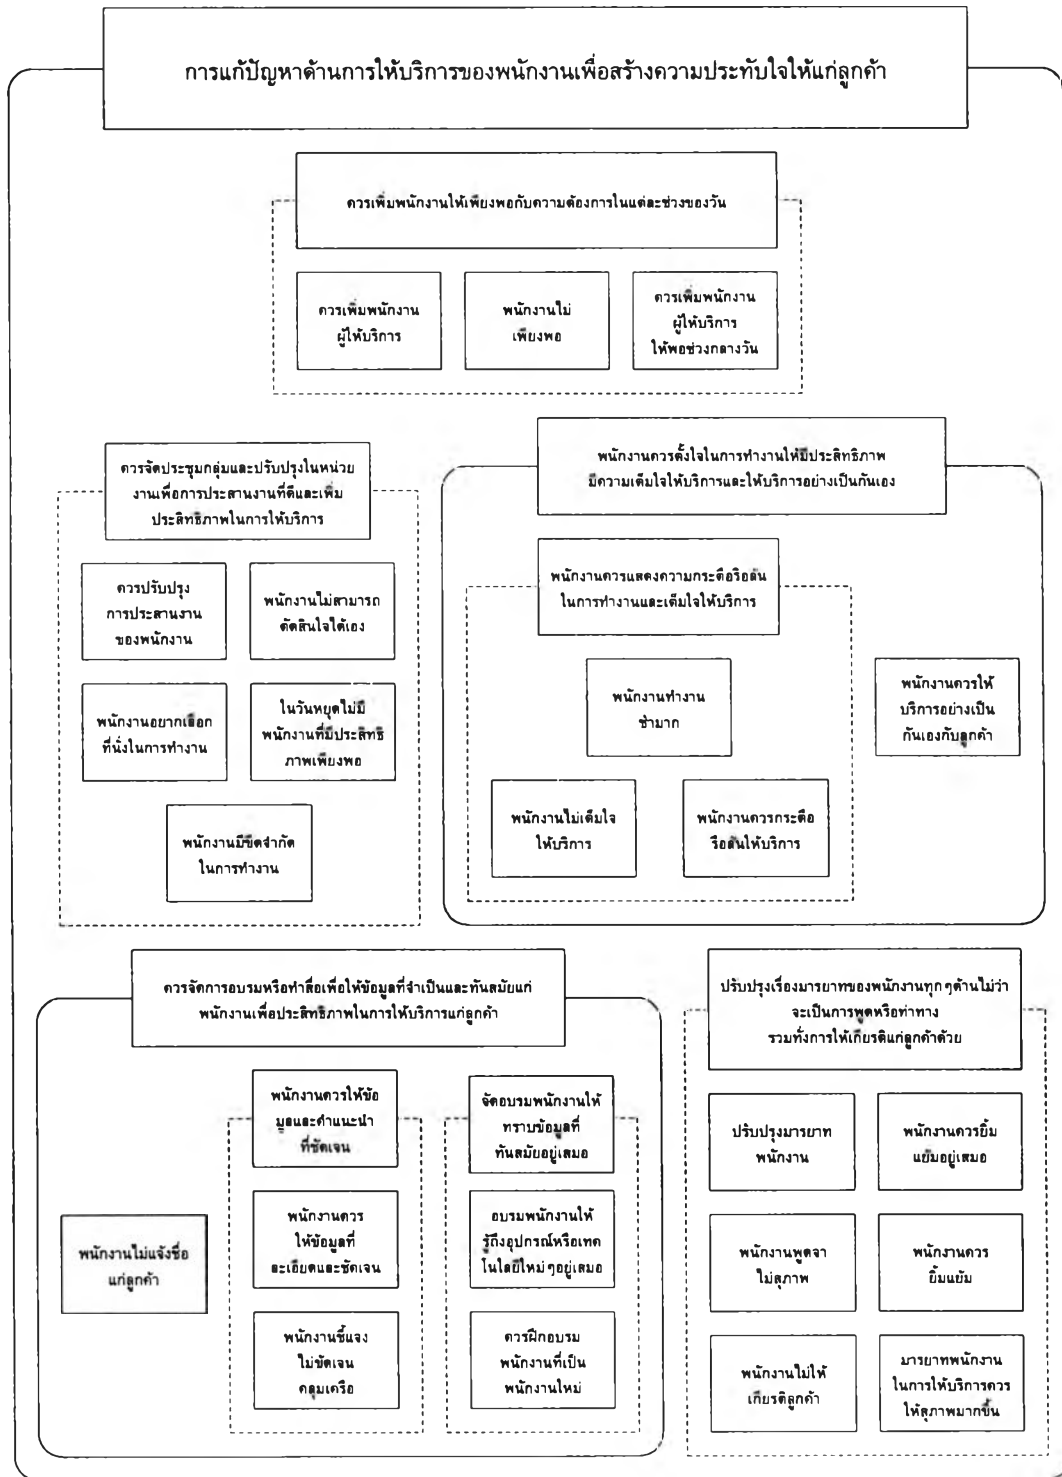 การแก้ปัญหาด้านการให้บริการของพนักงานเพื่อสร้างความประทับใจให้แก่ลูกค้า
ควรเพิ่มพนักงานให้เพียงพอกับความต้องการในแต่ละช่วงของวัน
ควรเพิ่มพนักงาน
ผู้ให้บริการ
พนักงานไม่
เพียงพอ
ควรเพิ่มพนักงาน
ผู้ให้บริการ
ให้พอช่วงกลางวัน
ควรจัดประชุมกลุ่มและปรับปรุงในหน่วย
งานเพื่อการประสานงานที่ดีและเพิ่ม
ประสิทธิภาพในการให้บริการ
ควรปรับปรุง
การประสานงาน
ของพนักงาน
พนักงานไม่สามารถ
ตัดสินใจได้เอง
พนักงานอยากเลือก
ที่นั่งในการทำงาน
ในวันหยุดไม่มี
พนักงานที่มีประสิทธิ
ภาพเพียงพอ
พนักงานมีขีดจำกัด
ในการทำงาน
พนักงานควรตั้งใจในการทำงานให้มีประสิทธิภาพ
มีความเต็มใจให้บริการและให้บริการอย่างเป็นกันเอง
พนักงานควรแสดงความกระตือรือล้น
ในการทำงานและเต็มใจให้บริการ
พนักงานทำงาน
ช้ามาก
พนักงานไม่เต็มใจ
ให้บริการ
พนักงานควรกระตือ
รือล้นให้บริการ
พนักงานควรให้
บริการอย่างเป็น
กันเองกับลูกค้า
ควรจัดการอบรมหรือทำสื่อเพื่อให้ข้อมูลที่จำเป็นและทันสมัยแก่
พนักงานเพื่อประสิทธิภาพในการให้บริการแก่ลูกค้า
พนักงานไม่แจ้งชื่อ
แก่ลูกค้า
พนักงานควรให้ข้อ
มูลและคำแนะนำ
ที่ชัดเจน
พนักงานควร
ให้ข้อมูลที่
ละเอียดและชัดเจน
พนักงานชี้แจง
ไม่ชัดเจน
คลุมเครือ
จัดอบรมพนักงานให้
ทราบข้อมูลที่
ทันสมัยอยู่เสมอ
อบรมพนักงานให้
รู้ถึงอุปกรณ์หรือเทค
โนโลยีใหม่ๆอยู่เสมอ
ควรฝึกอบรม
พนักงานที่เป็น
พนักงานใหม่
ปรับปรุงเรื่องมารยาทของพนักงานทุกๆด้านไม่ว่า
จะเป็นการพูดหรือท่าทาง
รวมทั้งการให้เกียรติแก่ลูกค้าด้วย
ปรับปรุงมารยาท
พนักงาน
พนักงานควรยิ้ม
แย้มอยู่เสมอ
พนักงานพูดจา
ไม่สุภาพ
พนักงานควร
ยิ้มแย้ม
พนักงานไม่ให้
เกียรติลูกค้า
มารยาทพนักงาน
ในการให้บริการควร
ให้สุภาพมากขึ้น